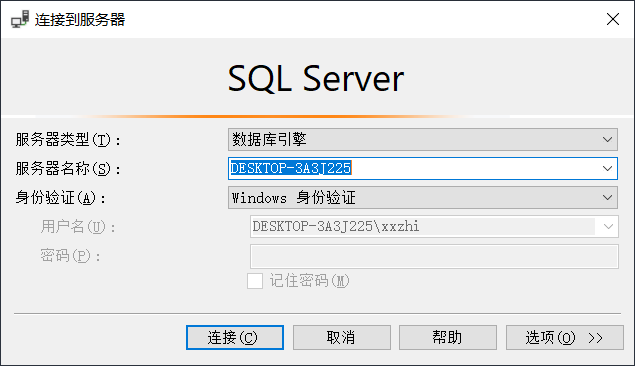 连接到服务器
SQL Server
服务器类型(T)： 数据库引擎
服务器名称(S)： DESKTOP-3A3J225
身份验证(A)： Windows 身份验证
用户名(U)： DESKTOP-3A3J225\xxzhi
密码(P)：
记住密码(M)
连接(C) 取消 帮助 选项(O) >>